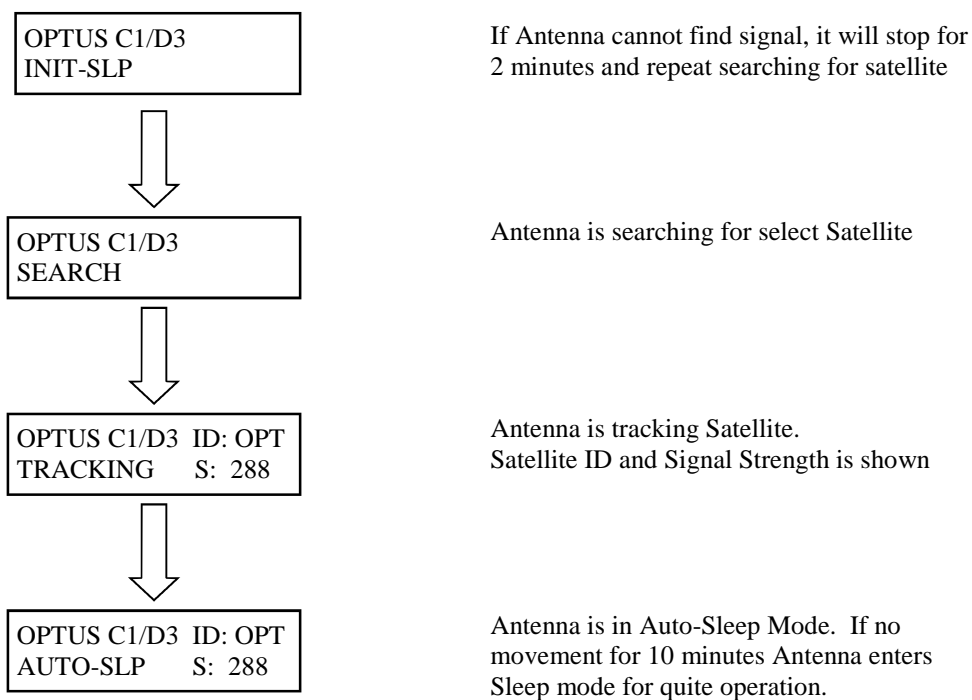 OPTUS C1/D3
INIT-SLP
If Antenna cannot find signal, it will stop for
2 minutes and repeat searching for satellite
OPTUS C1/D3
SEARCH
Antenna is searching for select Satellite
OPTUS C1/D3 ID: OPT
TRACKING S: 288
Antenna is tracking Satellite.
Satellite ID and Signal Strength is shown
OPTUS C1/D3 ID: OPT
AUTO-SLP S: 288
Antenna is in Auto-Sleep Mode. If no
movement for 10 minutes Antenna enters
Sleep mode for quite operation.